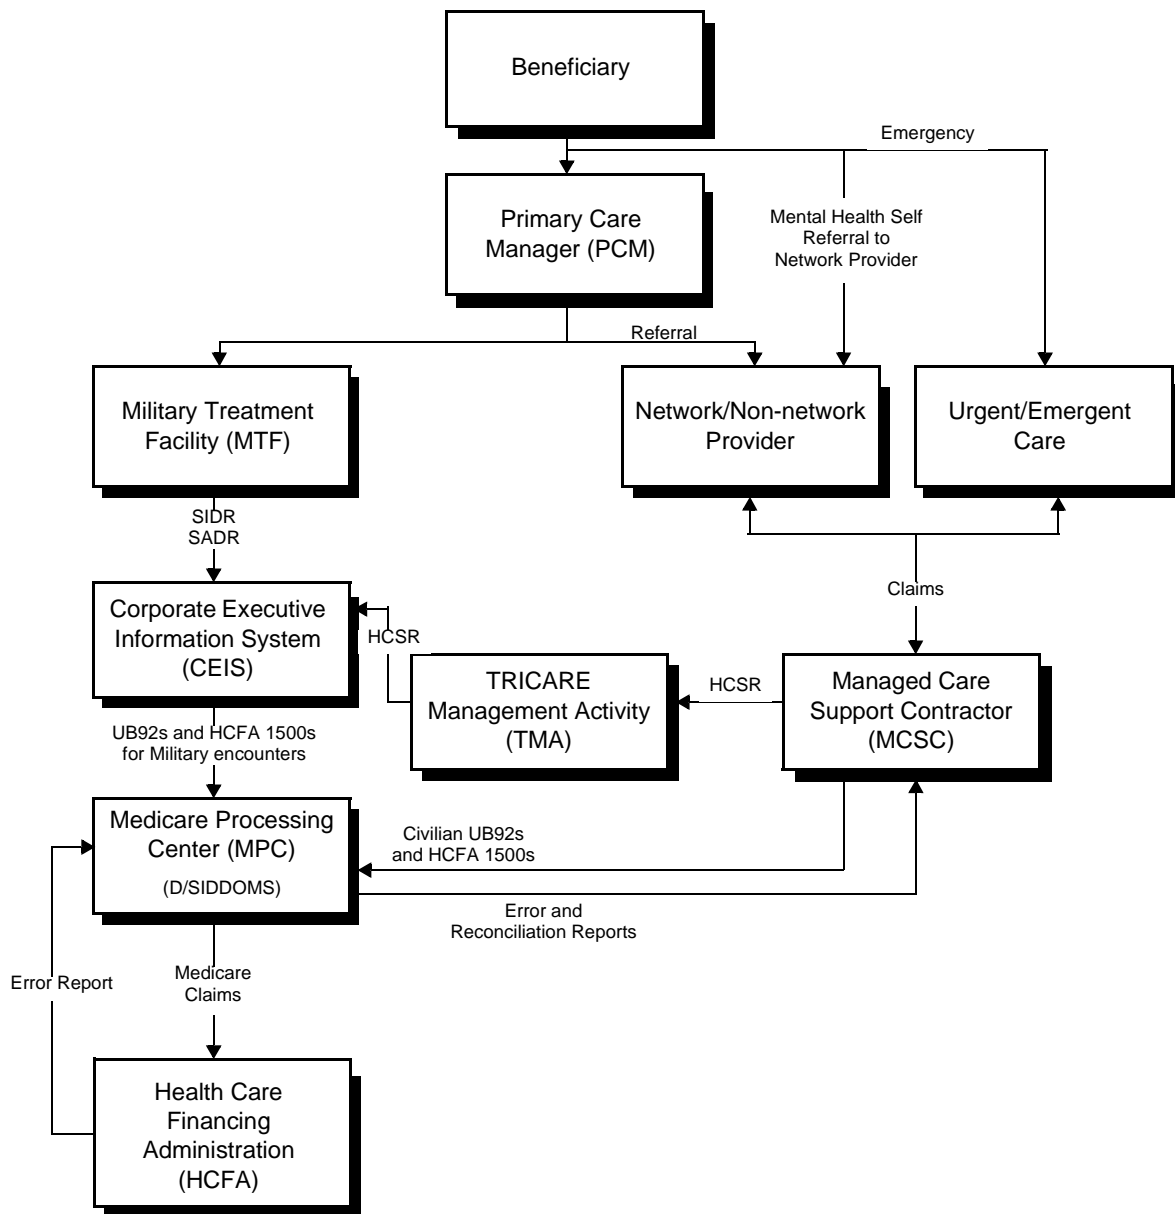 Beneficiary
Emergency
Primary Care
Manager (PCM)
Mental Health Self
Referral to
Network Provider
Referral
Military Treatment
Facility (MTF)
Network/Non-network
Provider
Urgent/Emergent
Care
SIDR
SADR
Claims
Corporate Executive
Information System
(CEIS)
HCSR
TRICARE
Management Activity
(TMA)
HCSR
Managed Care
Support Contractor
(MCSC)
UB92s and HCFA 1500s
for Military encounters
Medicare Processing
Center (MPC)
(D/SIDDOMS)
Civilian UB92s
and HCFA 1500s
Error and
Reconciliation Reports
Error Report
Medicare
Claims
Health Care
Financing
Administration
(HCFA)